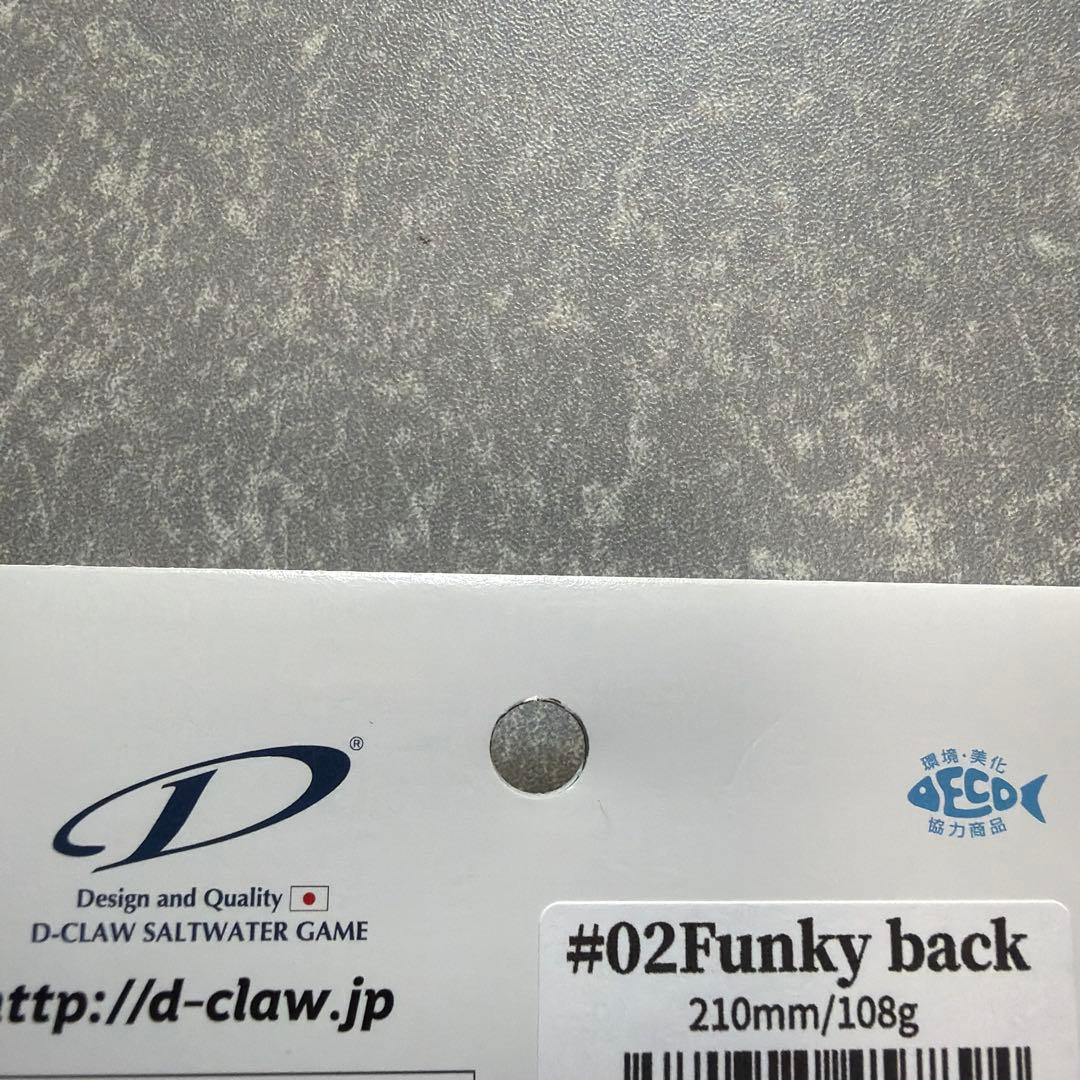 ®
Design and Quality
D-CLAW SALTWATER GAME
ttp://d-claw.jp
環境・美化
ECO
協力商品
#02Funky back
210mm/108g